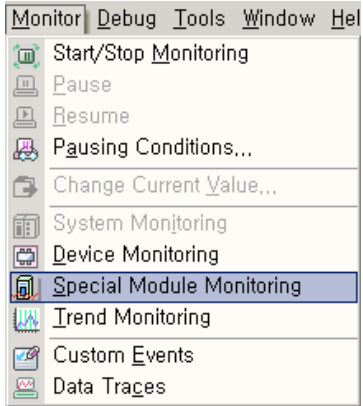 Monitor Debug Tools Window Hel
Start/Stop Monitoring
Pause
Resume
Pausing Conditions...
Change Current Value...
System Monitoring
Device Monitoring
Special Module Monitoring
Trend Monitoring
Custom Events
Data Traces